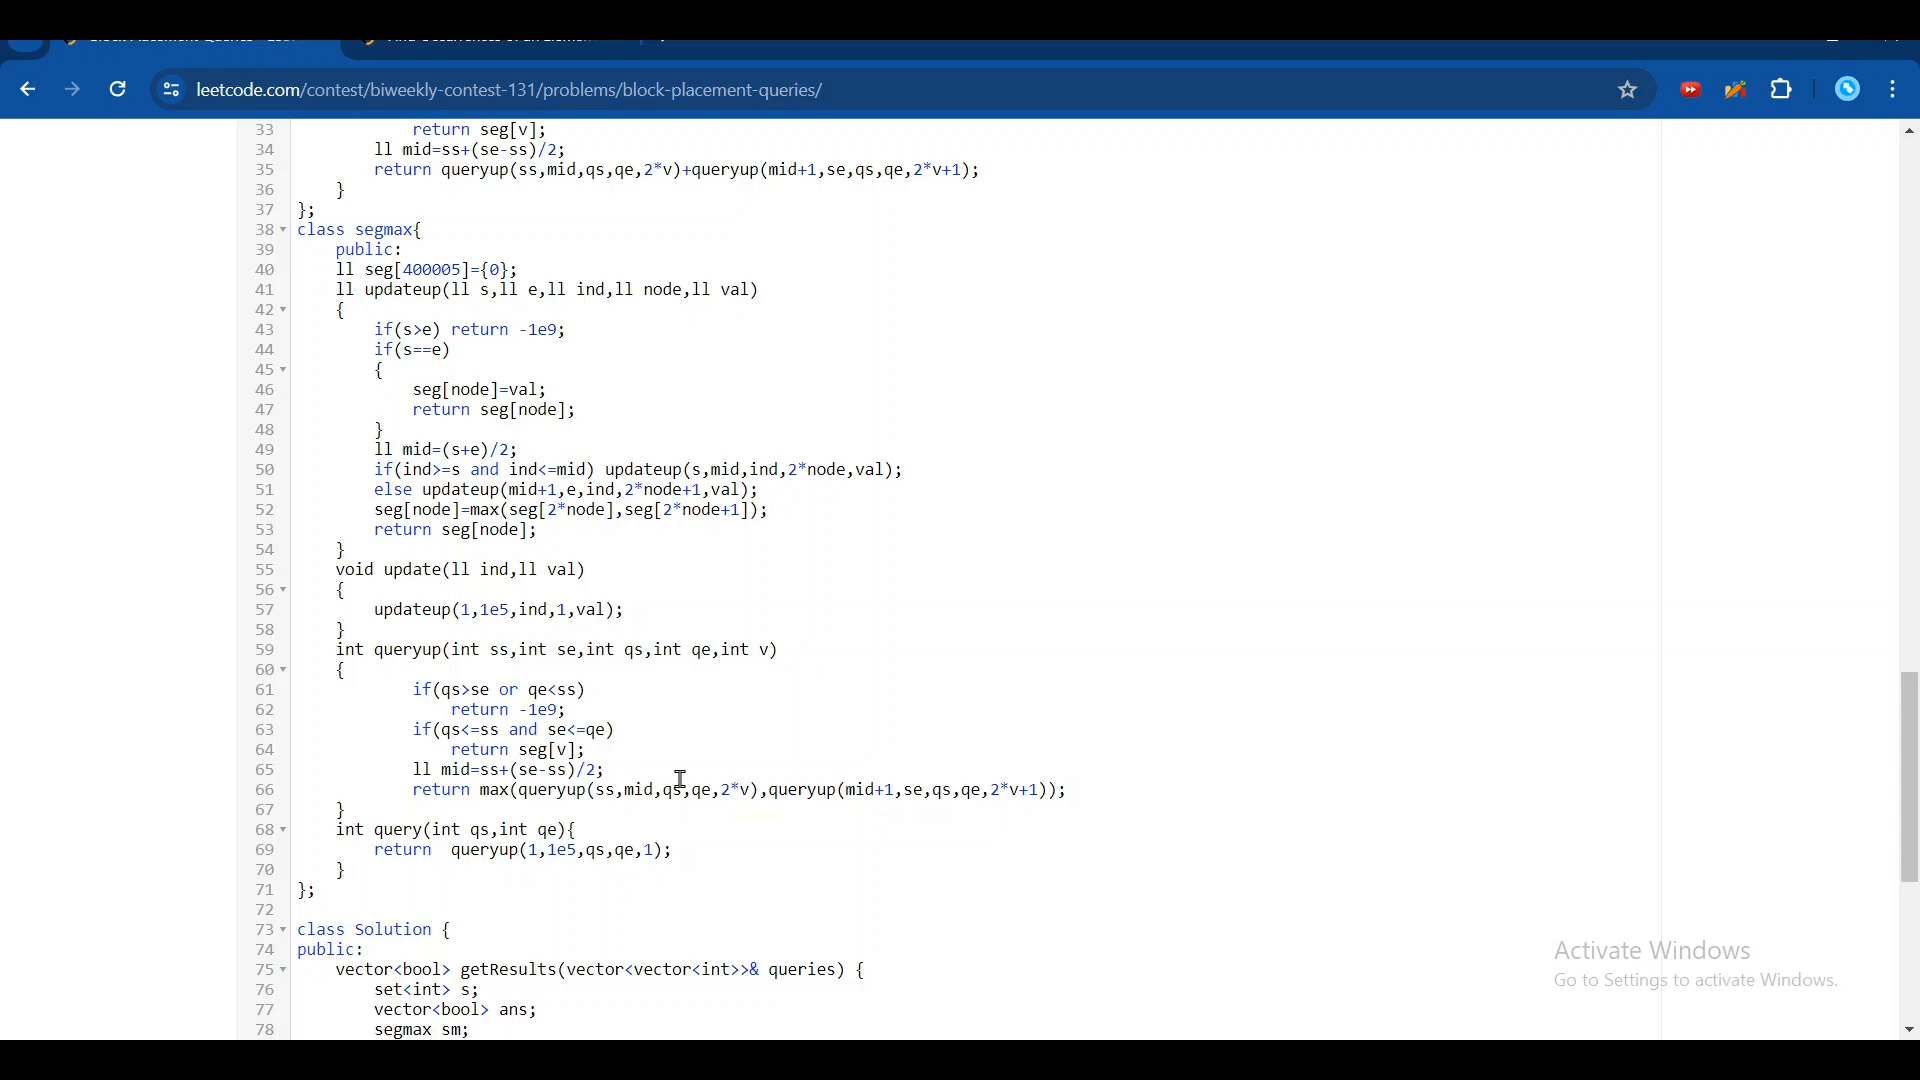 leetcode.com/contest/biweekly-contest-131/problems/block-placement-queries/
33 return seg[v];
34 ll mid=ss+(se-ss)/2;
35 return queryup(ss,mid,qs,qe,2*v)+queryup(mid+1,se,qs,qe,2*v+1);
36 }
37 };
38 class segmax{
39 public:
40 ll seg[400005]={0};
41 ll updateup(ll s,ll e,ll ind,ll node,ll val)
42 {
43 if(s>e) return -1e9;
44 if(s==e)
45 {
46 seg[node]=val;
47 return seg[node];
48 }
49 ll mid=(s+e)/2;
50 if(ind>=s and ind<=mid) updateup(s,mid,ind,2*node,val);
51 else updateup(mid+1,e,ind,2*node+1,val);
52 seg[node]=max(seg[2*node],seg[2*node+1]);
53 return seg[node];
54 }
55 void update(ll ind,ll val)
56 {
57 updateup(1,1e5,ind,1,val);
58 }
59 int queryup(int ss,int se,int qs,int qe,int v)
60 {
61 if(qs>se or qe<ss)
62 return -1e9;
63 if(qs<=ss and se<=qe)
64 return seg[v];
65 ll mid=ss+(se-ss)/2;
66 return max(queryup(ss,mid,qs,qe,2*v),queryup(mid+1,se,qs,qe,2*v+1));
67 }
68 int query(int qs,int qe){
69 return queryup(1,1e5,qs,qe,1);
70 }
71 };
72
73 class Solution {
74 public:
75 vector<bool> getResults(vector<vector<int>>& queries) {
76 set<int> s;
77 vector<bool> ans;
78 segmax sm;
Activate Windows
Go to Settings to activate Windows.